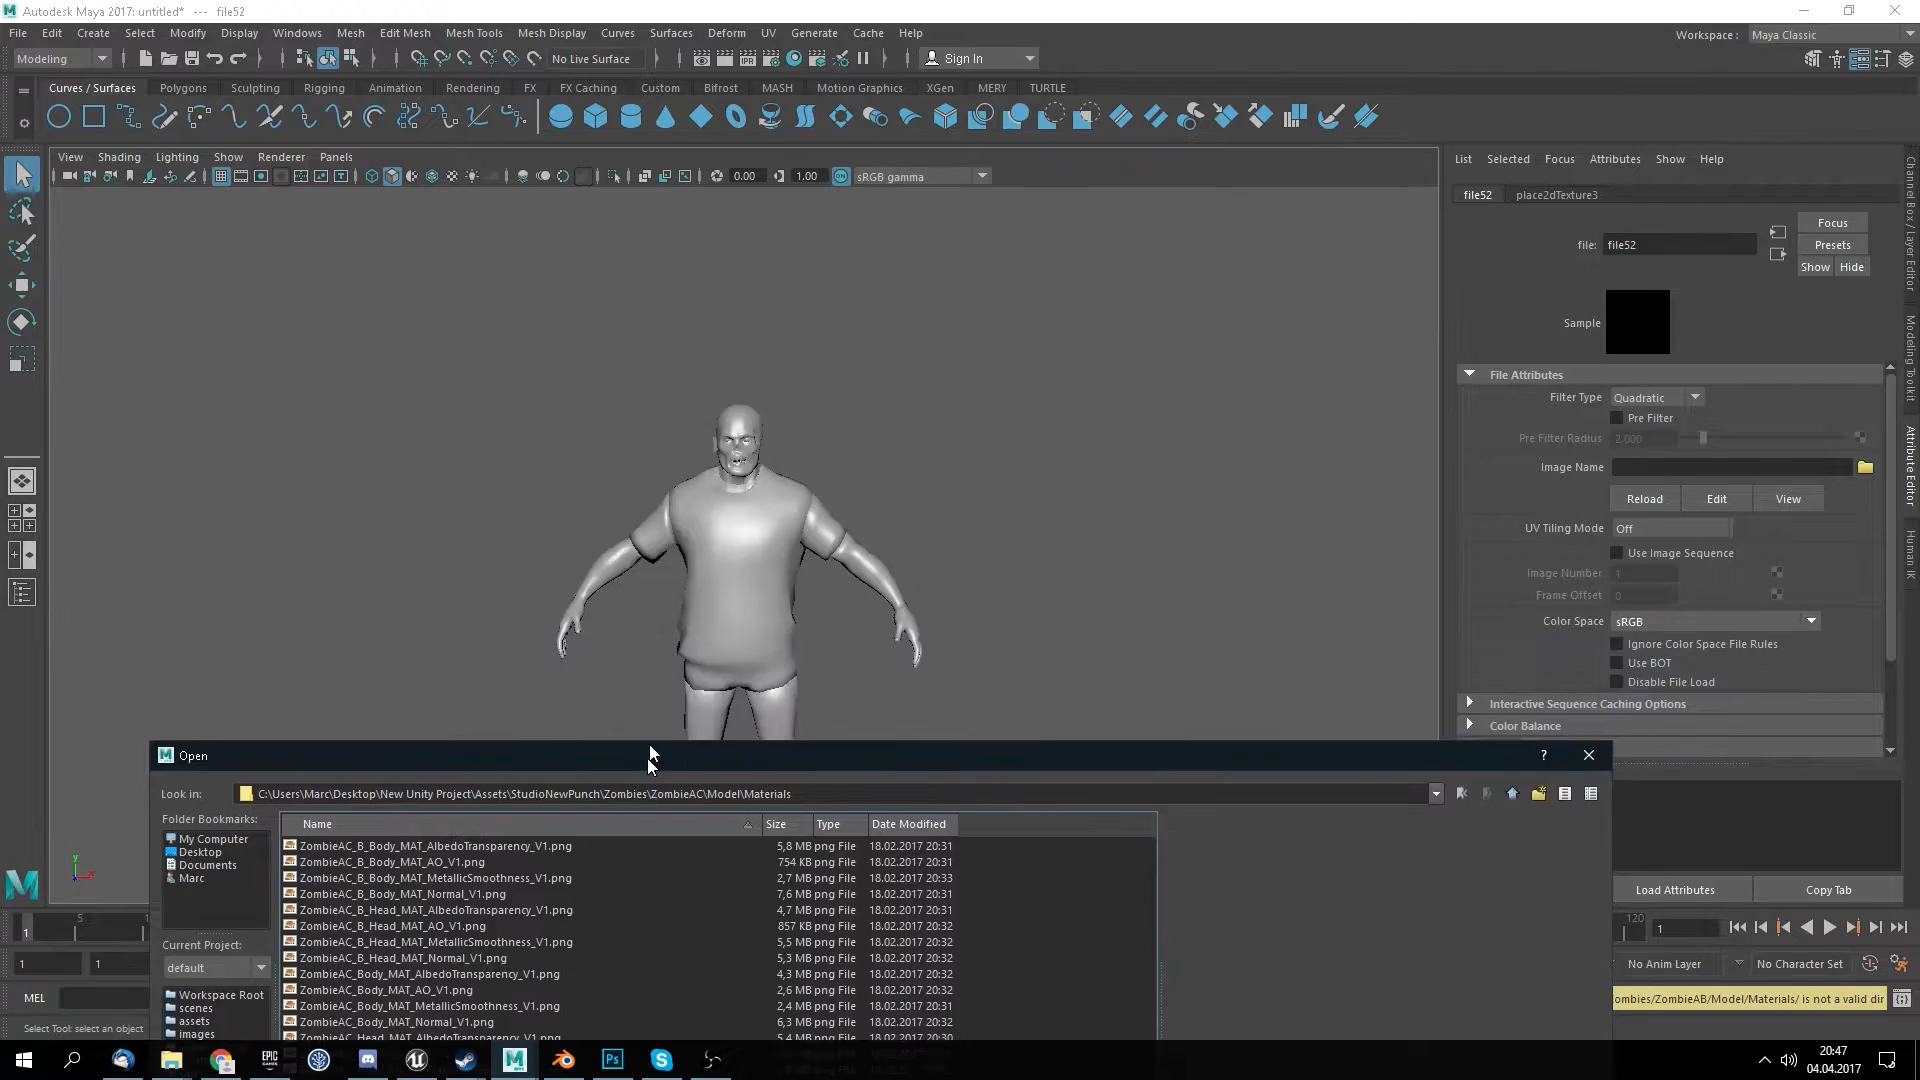 Autodesk Maya 2017: untitled*   ---   file52
File Edit Create Select Modify Display Windows Mesh Edit Mesh Mesh Tools Mesh Display Curves Surfaces Deform UV Generate Cache Help
Workspace : Maya Classic
Modeling No Live Surface Sign In
Curves / Surfaces Polygons Sculpting Rigging Animation Rendering FX FX Caching Custom Bifrost MASH Motion Graphics XGen MERY TURTLE
View Shading Lighting Show Renderer Panels
0.00 1.00 sRGB gamma
List Selected Focus Attributes Show Help
file52 place2dTexture3
file: file52
Focus
Presets
Show Hide
Sample
File Attributes
Filter Type Quadratic
Pre Filter
Pre Filter Radius 2.000
Image Name
Reload Edit View
UV Tiling Mode Off
Use Image Sequence
Image Number 1
Frame Offset 0
Color Space sRGB
Ignore Color Space File Rules
Use BOT
Disable File Load
Interactive Sequence Caching Options
Color Balance
Load Attributes Copy Tab
Channel Box / Layer Editor
Modeling Toolkit
Attribute Editor
Human IK
Open
Look in: C:\Users\Marc\Desktop\New Unity Project\Assets\StudioNewPunch\Zombies\ZombieAC\Model\Materials
Folder Bookmarks:
My Computer
Desktop
Documents
Marc
Current Project:
default
Workspace Root
scenes
assets
images
Name Size Type Date Modified
ZombieAC_B_Body_MAT_AlbedoTransparency_V1.png 5,8 MB png File 18.02.2017 20:31
ZombieAC_B_Body_MAT_AO_V1.png 754 KB png File 18.02.2017 20:31
ZombieAC_B_Body_MAT_MetallicSmoothness_V1.png 2,7 MB png File 18.02.2017 20:33
ZombieAC_B_Body_MAT_Normal_V1.png 7,6 MB png File 18.02.2017 20:31
ZombieAC_B_Head_MAT_AlbedoTransparency_V1.png 4,7 MB png File 18.02.2017 20:31
ZombieAC_B_Head_MAT_AO_V1.png 857 KB png File 18.02.2017 20:32
ZombieAC_B_Head_MAT_MetallicSmoothness_V1.png 5,5 MB png File 18.02.2017 20:32
ZombieAC_B_Head_MAT_Normal_V1.png 5,3 MB png File 18.02.2017 20:32
ZombieAC_Body_MAT_AlbedoTransparency_V1.png 4,3 MB png File 18.02.2017 20:32
ZombieAC_Body_MAT_AO_V1.png 2,6 MB png File 18.02.2017 20:32
ZombieAC_Body_MAT_MetallicSmoothness_V1.png 2,4 MB png File 18.02.2017 20:31
ZombieAC_Body_MAT_Normal_V1.png 6,3 MB png File 18.02.2017 20:32
ZombieAC_Head_MAT_AlbedoTransparency_V1.png 5,4 MB png File 18.02.2017 20:30
1 5
120 1
1 1
No Anim Layer No Character Set
MEL
ombies/ZombieAB/Model/Materials/ is not a valid dir
Select Tool: select an object
20:47
04.04.2017